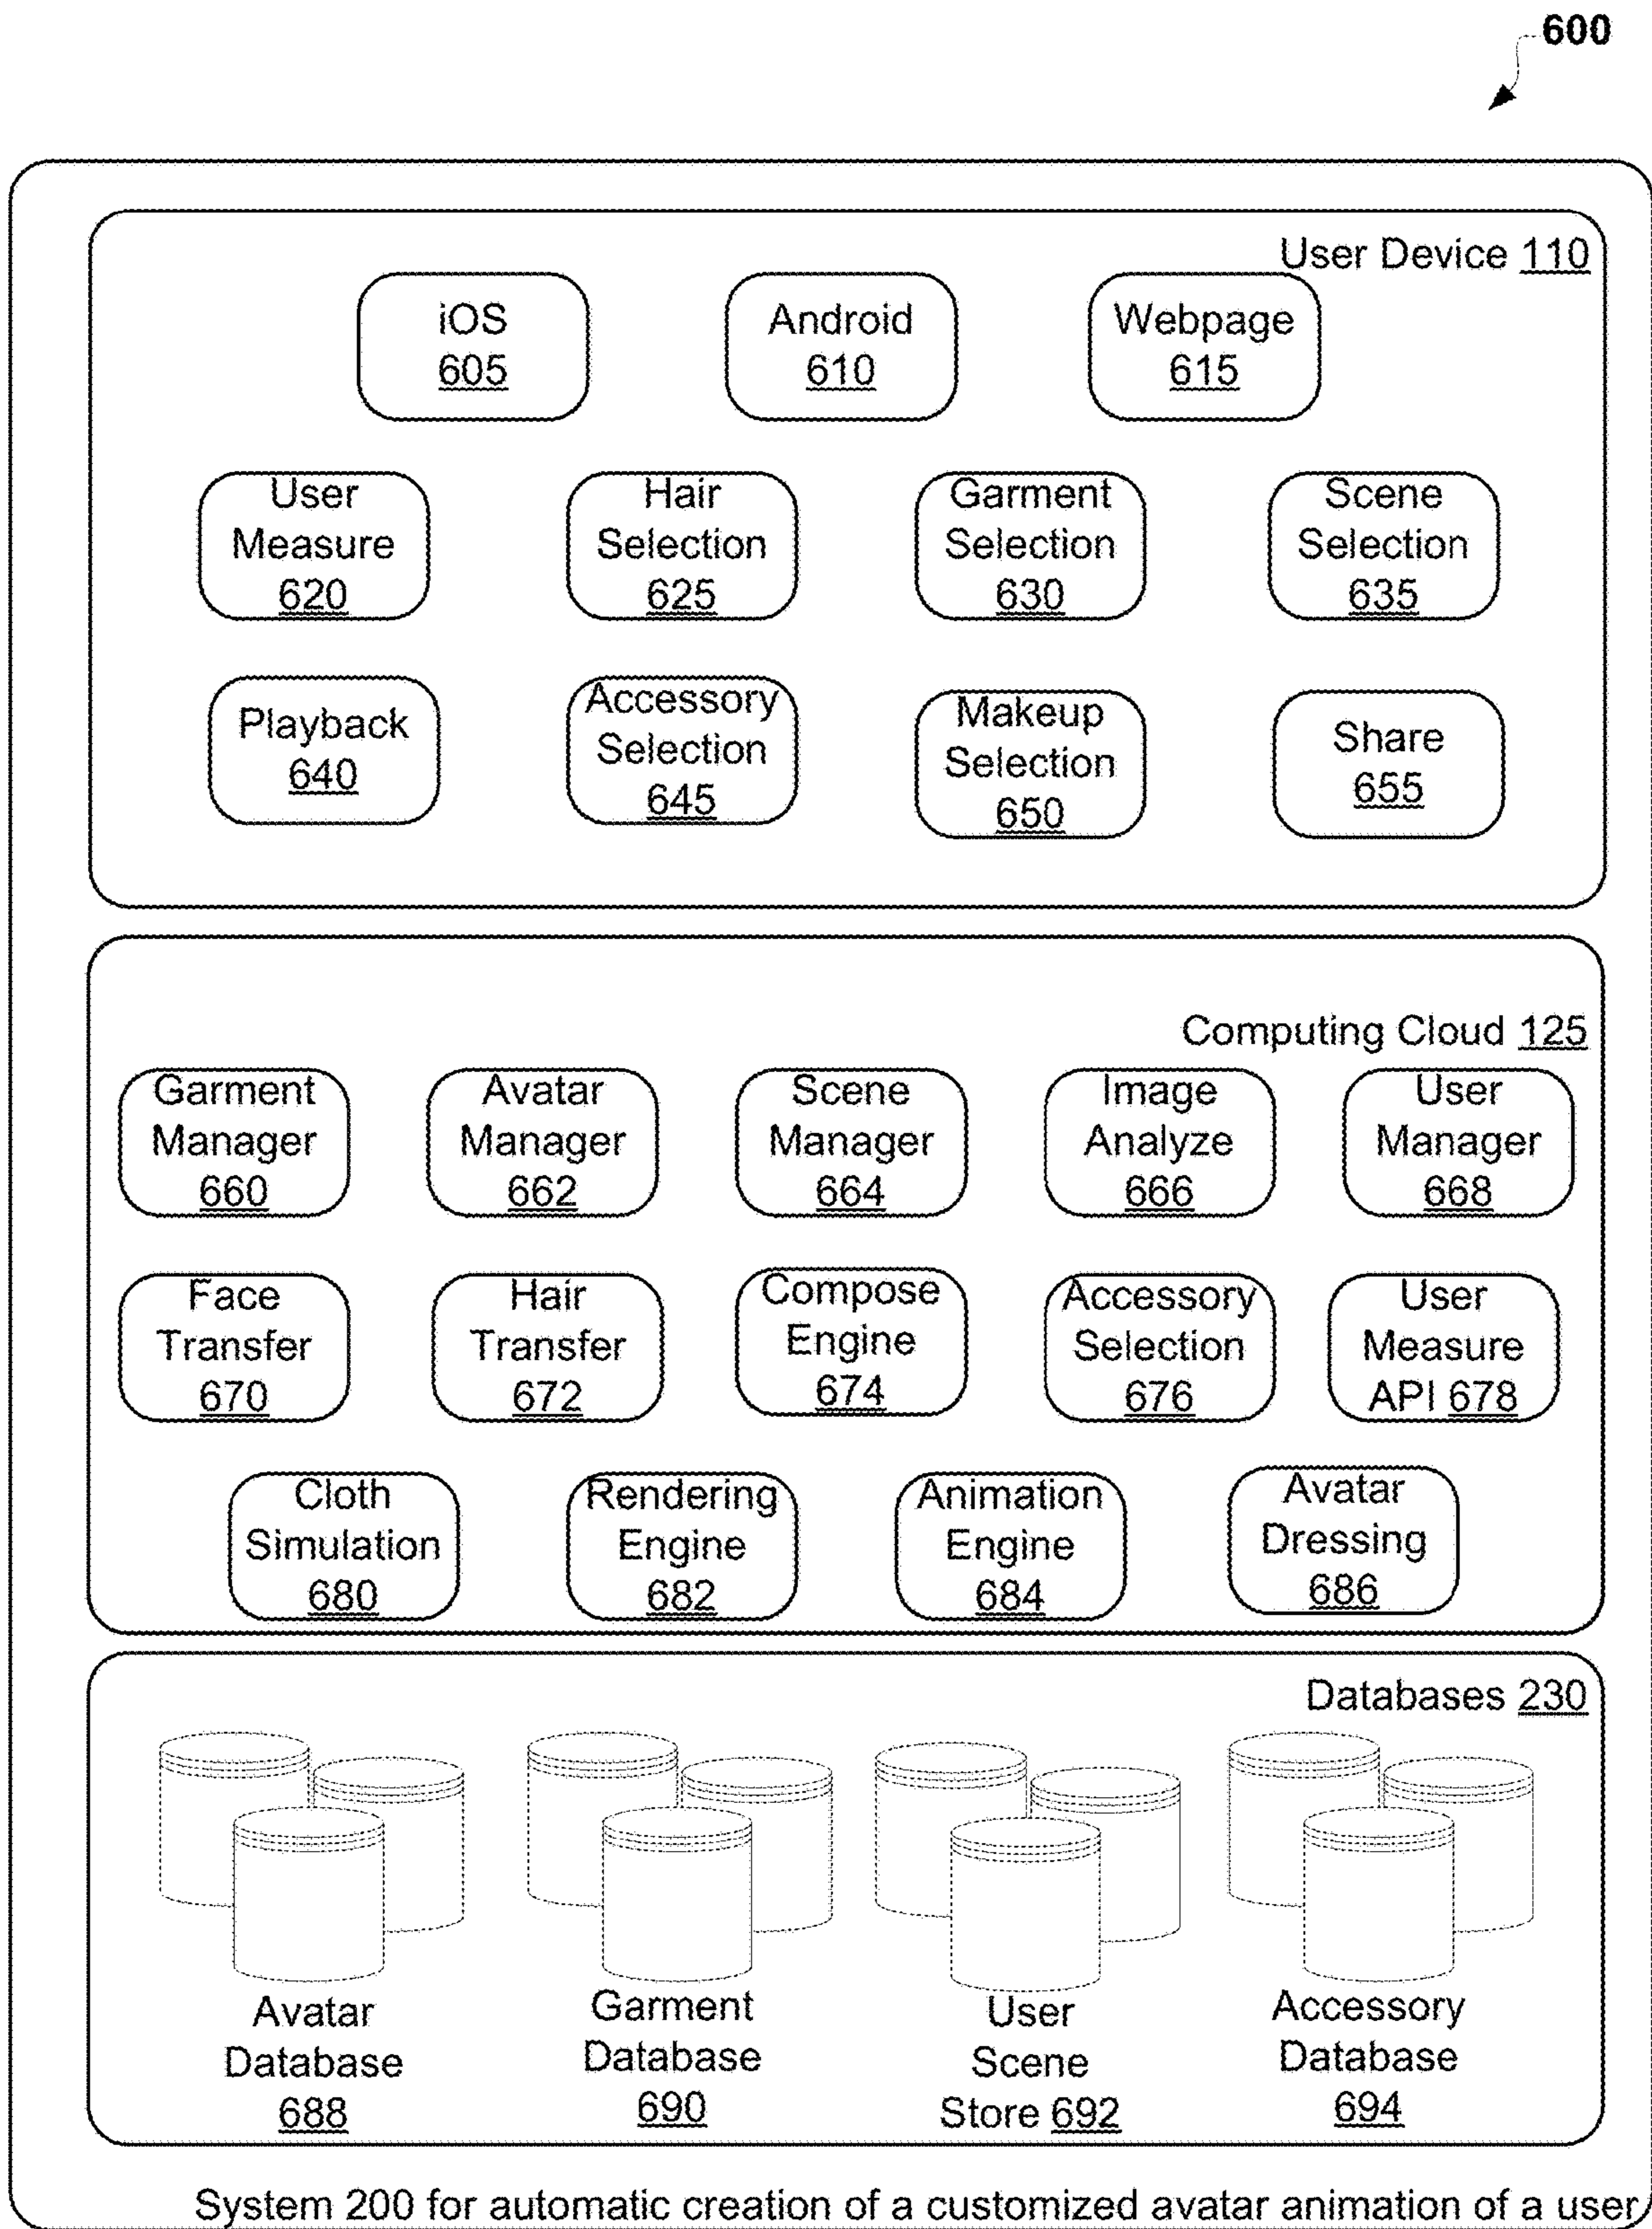 600
User Device 110
iOS
605
Android
610
Webpage
615
User
Measure
620
Hair
Selection
625
Garment
Selection
630
Scene
Selection
635
Playback
640
Accessory
Selection
645
Makeup
Selection
650
Share
655
Computing Cloud 125
Garment
Manager
660
Avatar
Manager
662
Scene
Manager
664
Image
Analyze
666
User
Manager
668
Face
Transfer
670
Hair
Transfer
672
Compose
Engine
674
Accessory
Selection
676
User
Measure
API 678
Cloth
Simulation
680
Rendering
Engine
682
Animation
Engine
684
Avatar
Dressing
686
Databases 230
Avatar
Database
688
Garment
Database
690
User
Scene
Store 692
Accessory
Database
694
System 200 for automatic creation of a customized avatar animation of a user